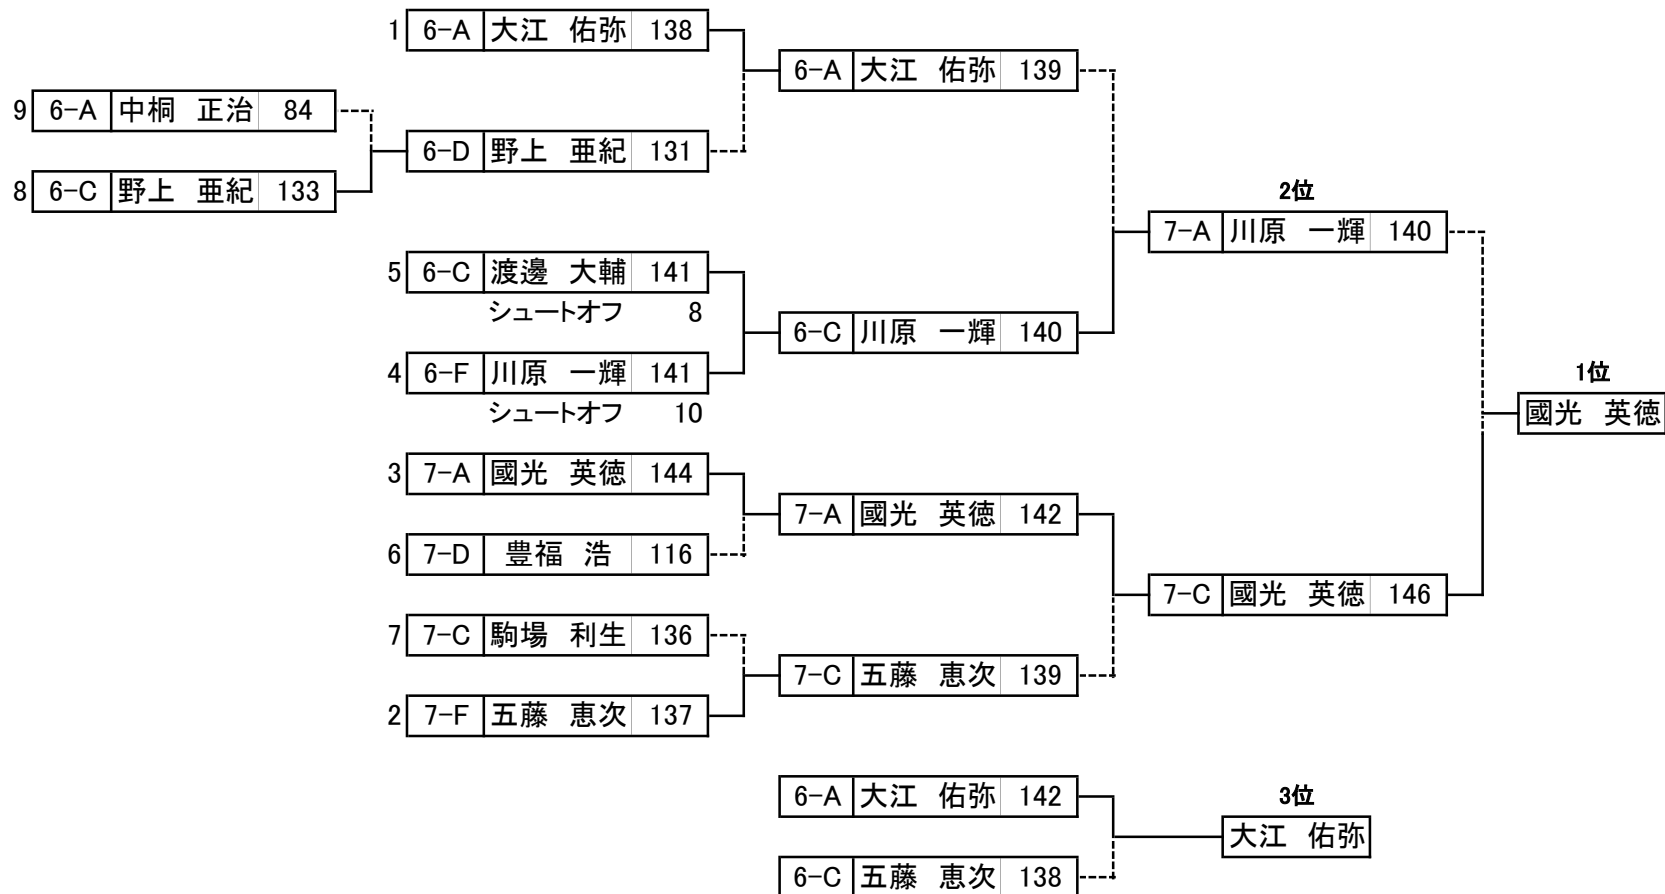 1 6-A 大江 佑弥 138
6-A 大江 佑弥 139
9 6-A 中桐 正治 84
6-D 野上 亜紀 131
8 6-C 野上 亜紀 133
2位
7-A 川原 一輝 140
5 6-C 渡邊 大輔 141
シュートオフ 8
6-C 川原 一輝 140
4 6-F 川原 一輝 141
シュートオフ 10
1位
國光 英徳
3 7-A 國光 英徳 144
7-A 國光 英徳 142
6 7-D 豊福 浩 116
7-C 國光 英徳 146
7 7-C 駒場 利生 136
7-C 五藤 恵次 139
2 7-F 五藤 恵次 137
6-A 大江 佑弥 142
3位
大江 佑弥
6-C 五藤 恵次 138